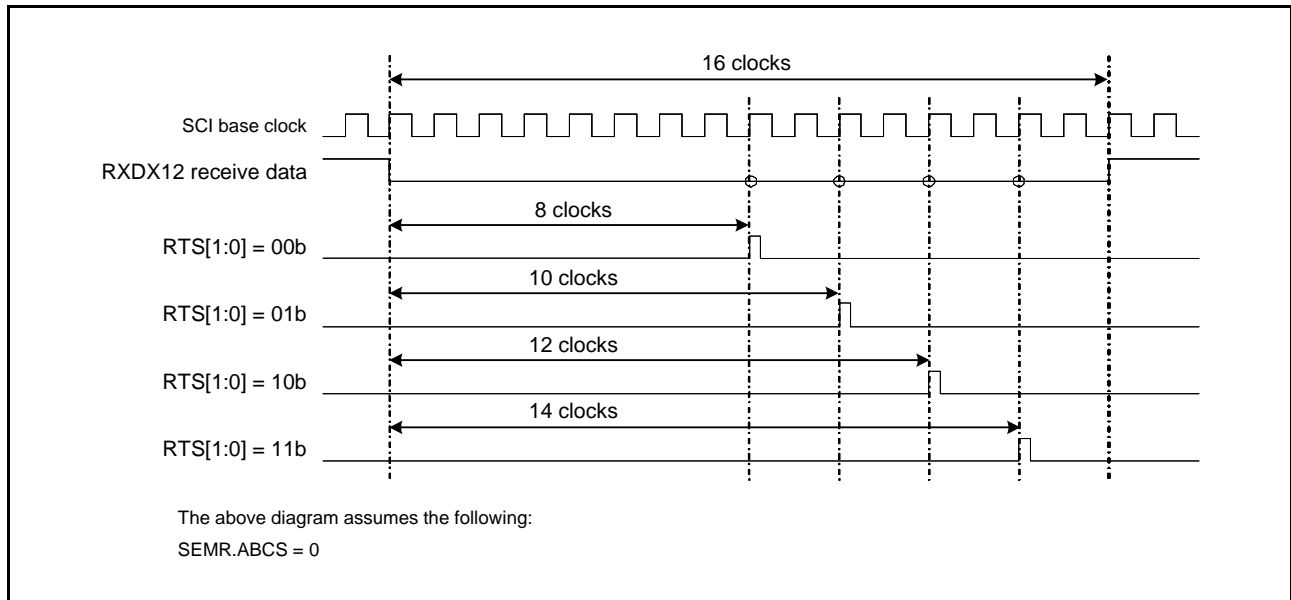 16 clocks
SCI base clock
RXDX12 receive data
8 clocks
RTS[1:0] = 00b
10 clocks
RTS[1:0] = 01b
12 clocks
RTS[1:0] = 10b
14 clocks
RTS[1:0] = 11b
The above diagram assumes the following:
SEMR.ABCS = 0